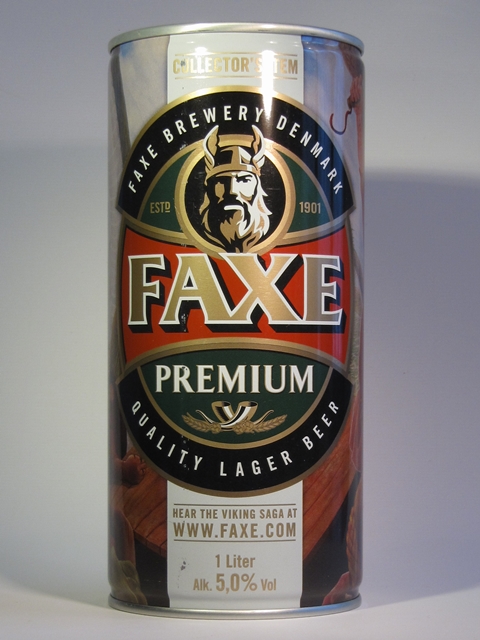 COLLECTOR'S ITEM
FAXE BREWERY DENMARK
ESTD 1901
FAXE
PREMIUM
QUALITY LAGER BEER
HEAR THE VIKING SAGA AT
WWW.FAXE.COM
1 Liter
Alk. 5,0% Vol